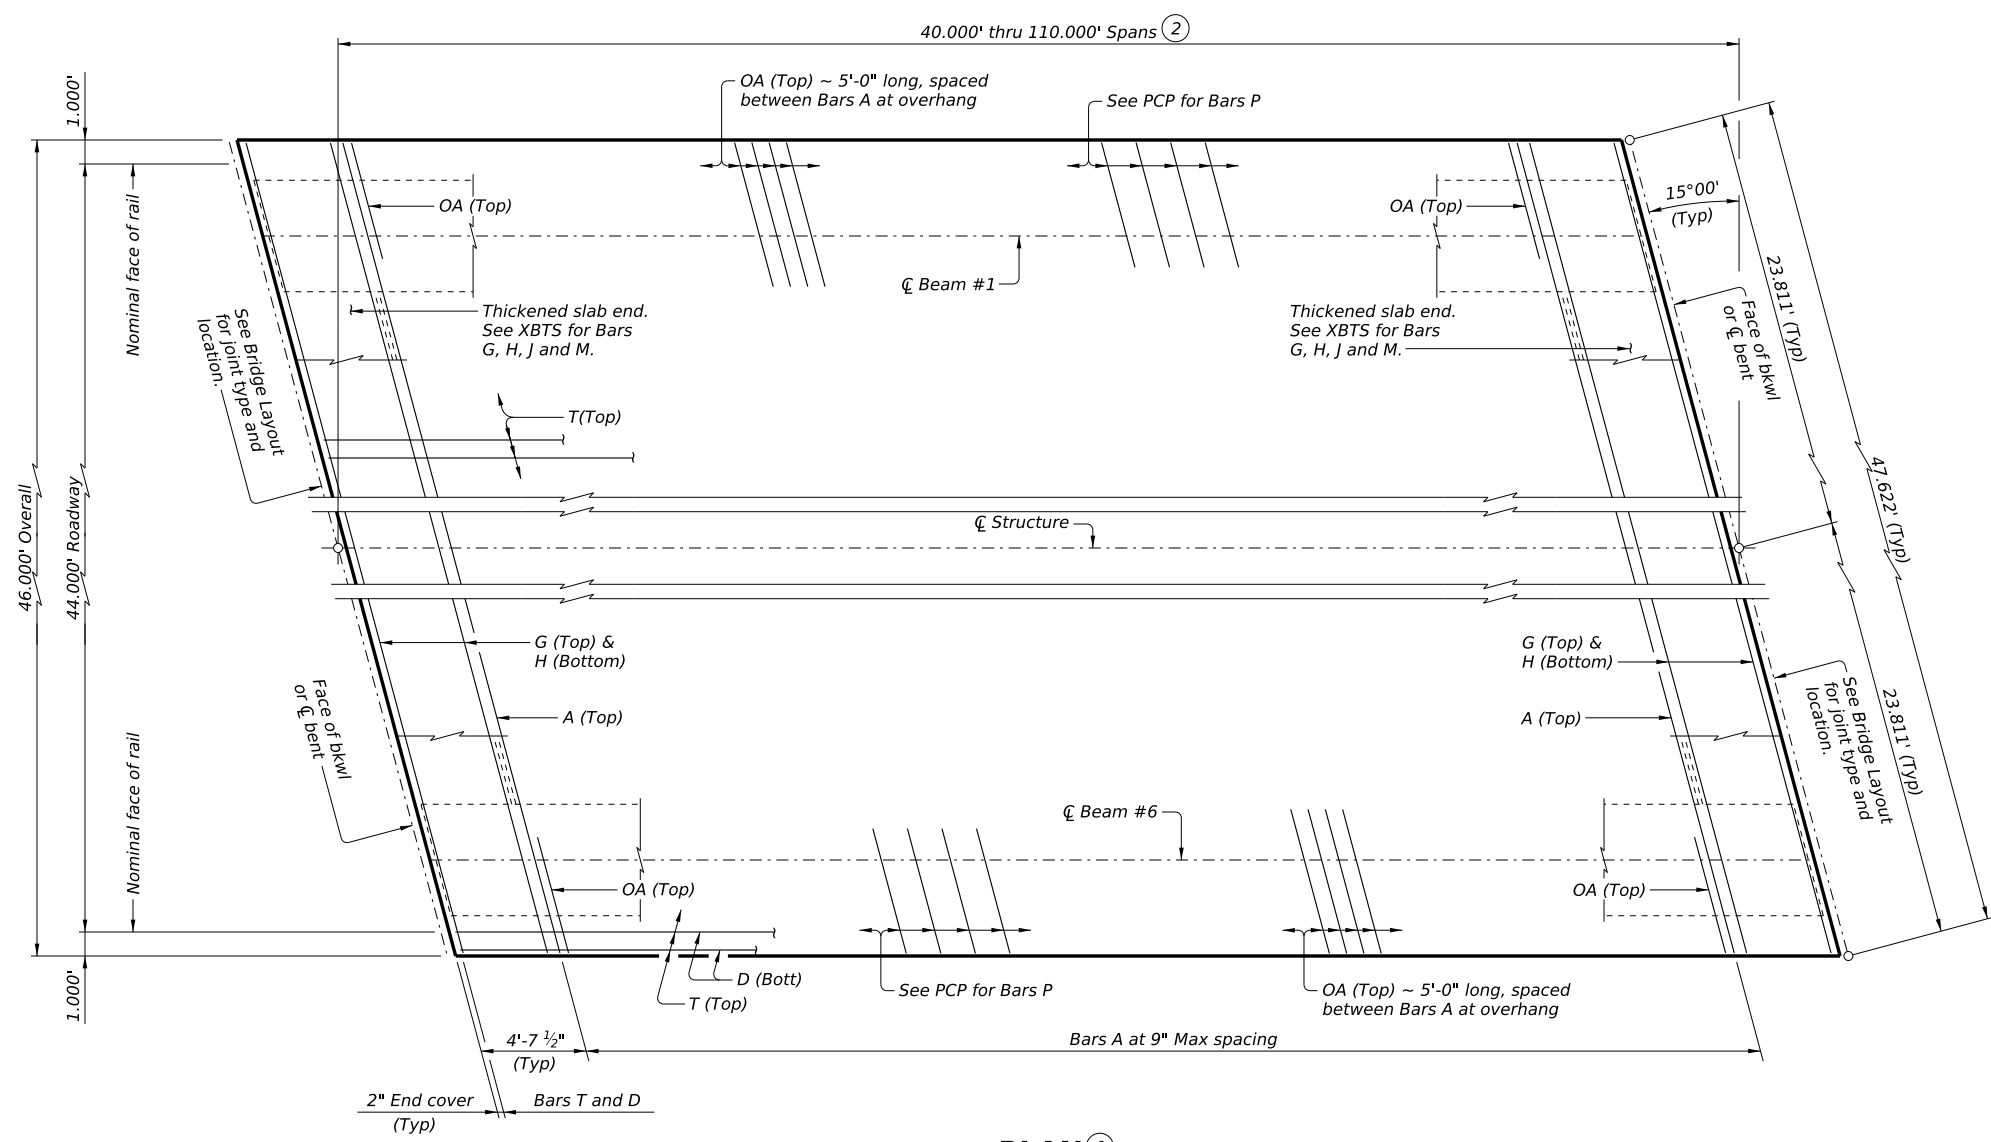 40.000' thru 110.000' Spans 2
1.000'
OA (Top) ~ 5'-0" long, spaced
between Bars A at overhang
See PCP for Bars P
15°00'
(Typ)
OA (Top)
OA (Top)
Nominal face of rail
℄ Beam #1
23.811' (Typ)
Face of bkwl
or ℄ bent
Thickened slab end.
See XBTS for Bars
G, H, J and M.
Thickened slab end.
See XBTS for Bars
G, H, J and M.
See Bridge Layout
for joint type and
location.
T(Top)
47.622' (Typ)
46.000' Overall
44.000' Roadway
℄ Structure
G (Top) &
H (Bottom)
G (Top) &
H (Bottom)
Face of bkwl
or ℄ bent
A (Top)
A (Top)
See Bridge Layout
for joint type and
location.
23.811' (Typ)
Nominal face of rail
℄ Beam #6
OA (Top)
OA (Top)
1.000'
D (Bott)
T (Top)
See PCP for Bars P
OA (Top) ~ 5'-0" long, spaced
between Bars A at overhang
4'-7 ½"
(Typ)
Bars A at 9" Max spacing
2" End cover
(Typ)
Bars T and D